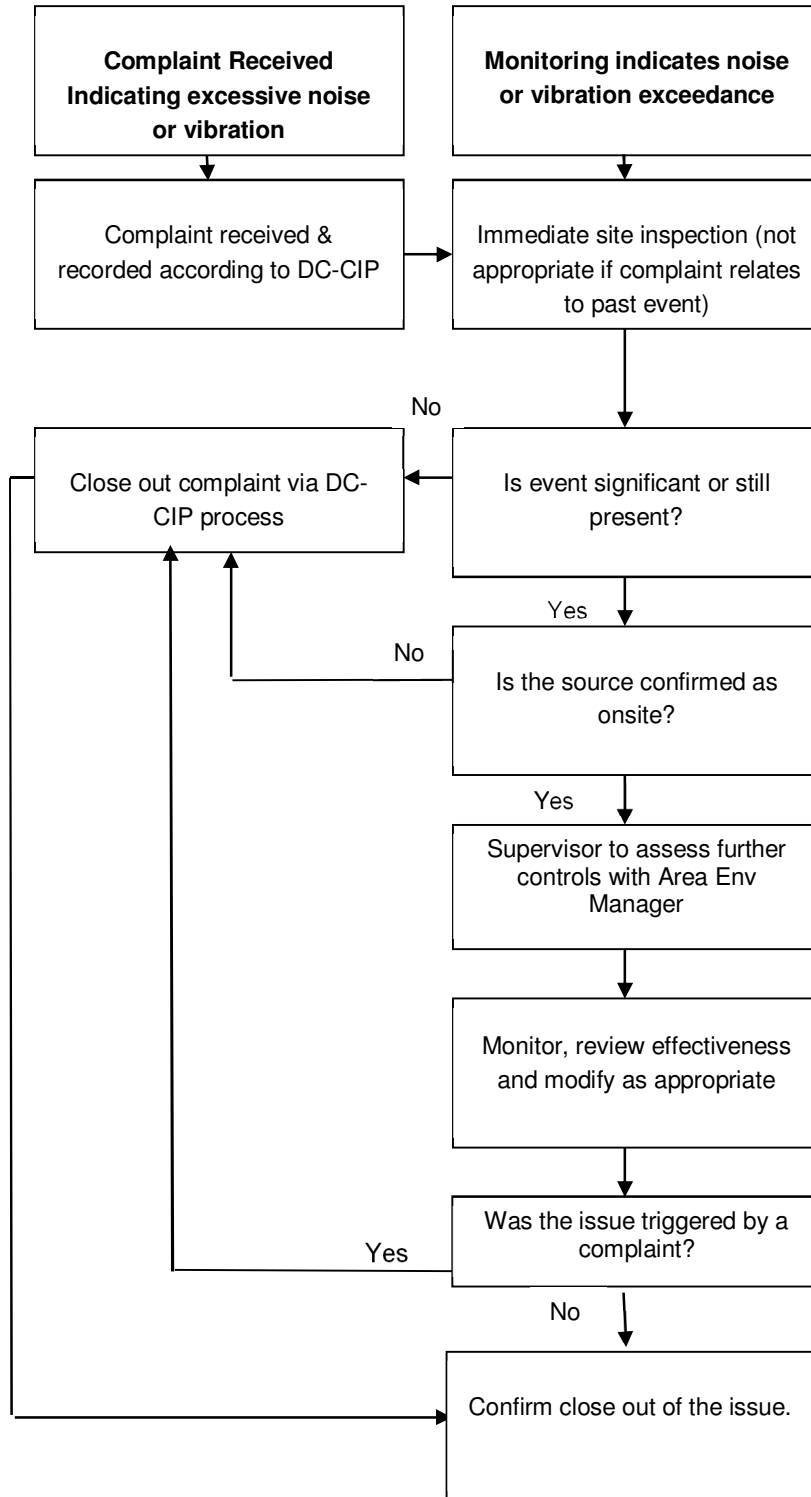 Complaint Received
Indicating excessive noise
or vibration
Monitoring indicates noise
or vibration exceedance
Complaint received &
recorded according to DC-CIP
Immediate site inspection (not
appropriate if complaint relates
to past event)
No
Close out complaint via DC-
CIP process
Is event significant or still
present?
Yes
No
Is the source confirmed as
onsite?
Yes
Supervisor to assess further
controls with Area Env
Manager
Monitor, review effectiveness
and modify as appropriate
Was the issue triggered by a
complaint?
Yes
No
Confirm close out of the issue.